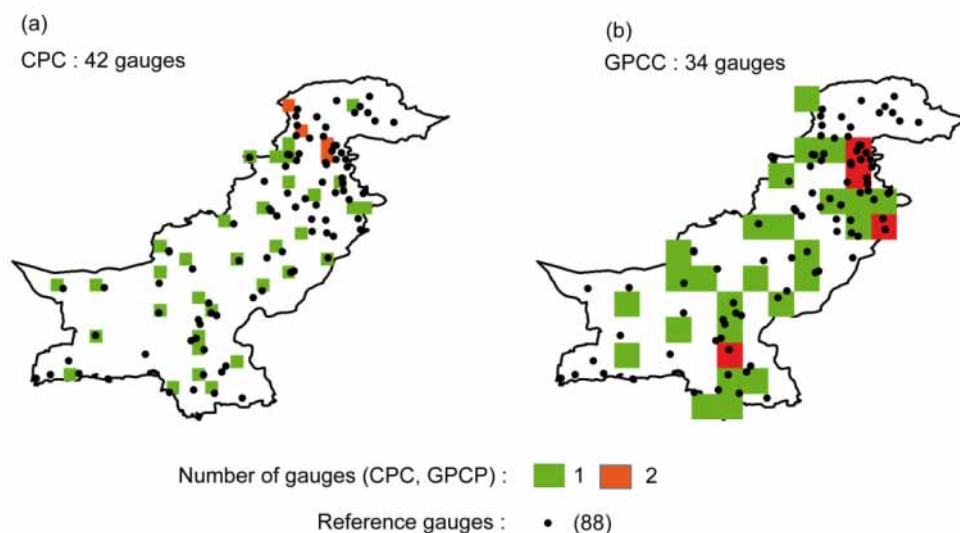 (a)
CPC : 42 gauges
(b)
GPCC : 34 gauges
Number of gauges (CPC, GPCP) : 1 2
Reference gauges : (88)